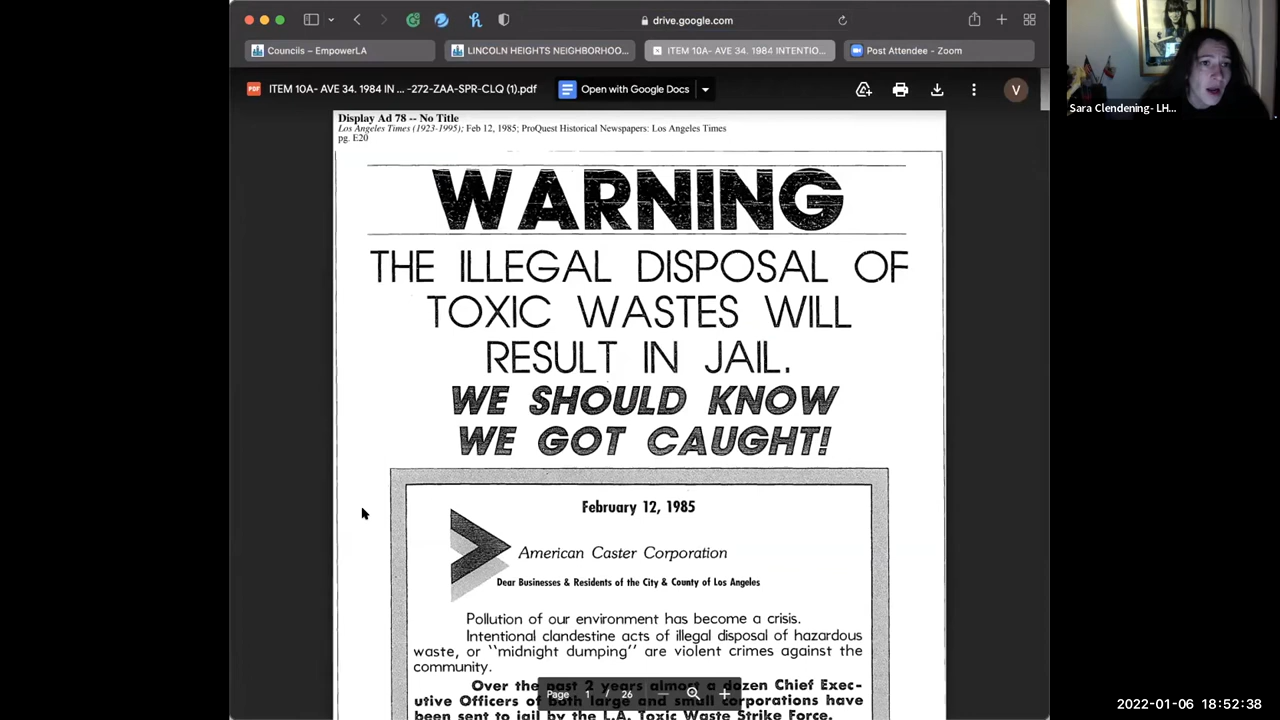 drive.google.com
Councils – EmpowerLA
LINCOLN HEIGHTS NEIGHBORHOO...
ITEM 10A- AVE 34. 1984 INTENTIO...
Post Attendee - Zoom
ITEM 10A- AVE 34. 1984 IN ... -272-ZAA-SPR-CLQ (1).pdf
Open with Google Docs
V
Sara Clendening- LH...
Display Ad 78 -- No Title
Los Angeles Times (1923-1995); Feb 12, 1985; ProQuest Historical Newspapers: Los Angeles Times
pg. E20
WARNING
THE ILLEGAL DISPOSAL OF
TOXIC WASTES WILL
RESULT IN JAIL.
WE SHOULD KNOW
WE GOT CAUGHT!
February 12, 1985
American Caster Corporation
Dear Businesses & Residents of the City & County of Los Angeles
Pollution of our environment has become a crisis.
Intentional clandestine acts of illegal disposal of hazardous
waste, or "midnight dumping" are violent crimes against the
community.
Over the past 2 years almost a dozen Chief Exec-
utive Officers of both large and small corporations have
been sent to jail by the L.A. Toxic Waste Strike Force.
Page 1 / 26
2022-01-06 18:52:38